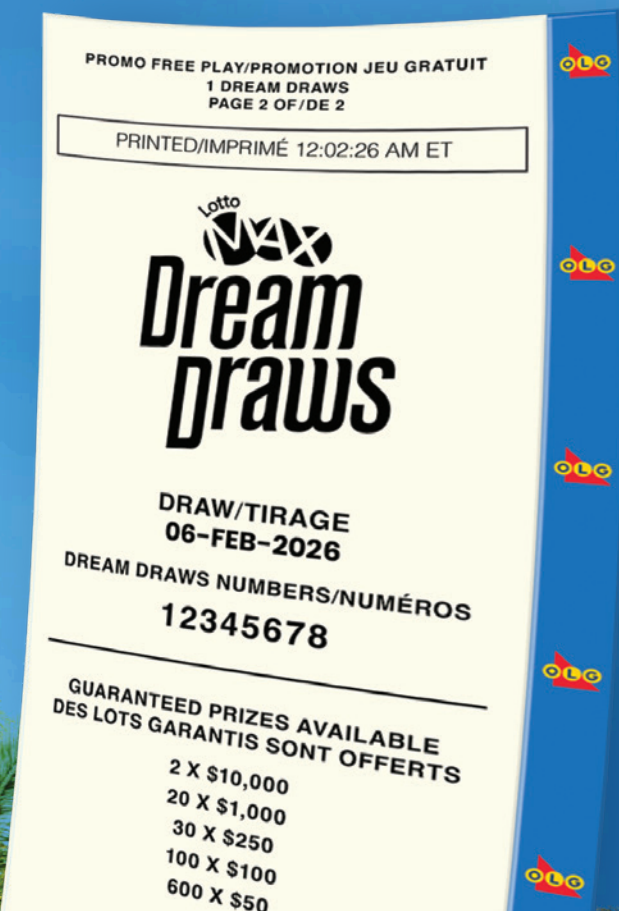 PROMO FREE PLAY/PROMOTION JEU GRATUIT
1 DREAM DRAWS
PAGE 2 OF/DE 2
PRINTED/IMPRIMÉ 12:02:26 AM ET
Lotto
MAX
Dream
Draws
DRAW/TIRAGE
06-FEB-2026
DREAM DRAWS NUMBERS/NUMÉROS
12345678
GUARANTEED PRIZES AVAILABLE
DES LOTS GARANTIS SONT OFFERTS
2 X $10,000
20 X $1,000
30 X $250
100 X $100
600 X $50
OLG
OLG
OLG
OLG
OLG